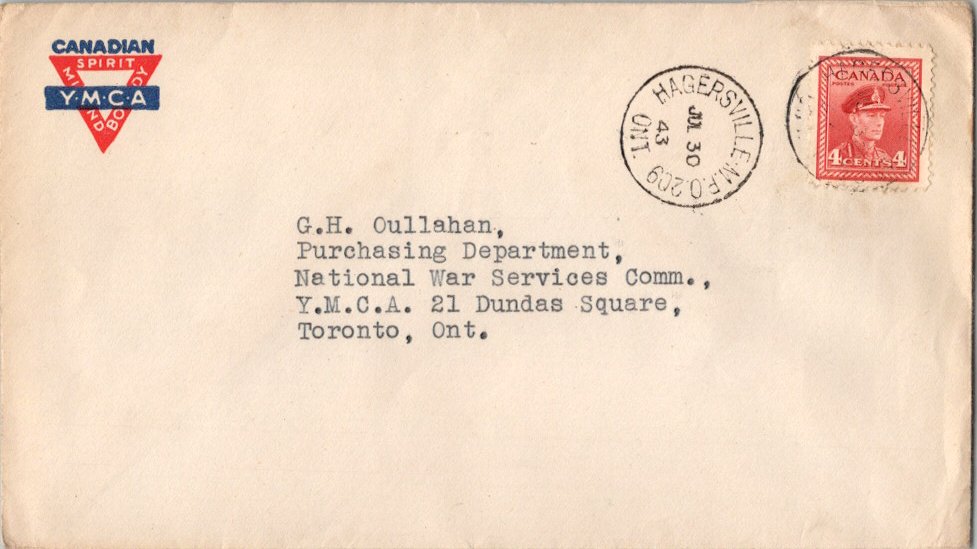 CANADIAN
SPIRIT
MIND
BODY
Y·M·C·A
HAGERSVILLE·M.P.O.209
JUL 30
43
ONT
CANADA
POSTES POSTAGE
4 CENTS 4
G.H. Oullahan,
Purchasing Department,
National War Services Comm.,
Y.M.C.A. 21 Dundas Square,
Toronto, Ont.